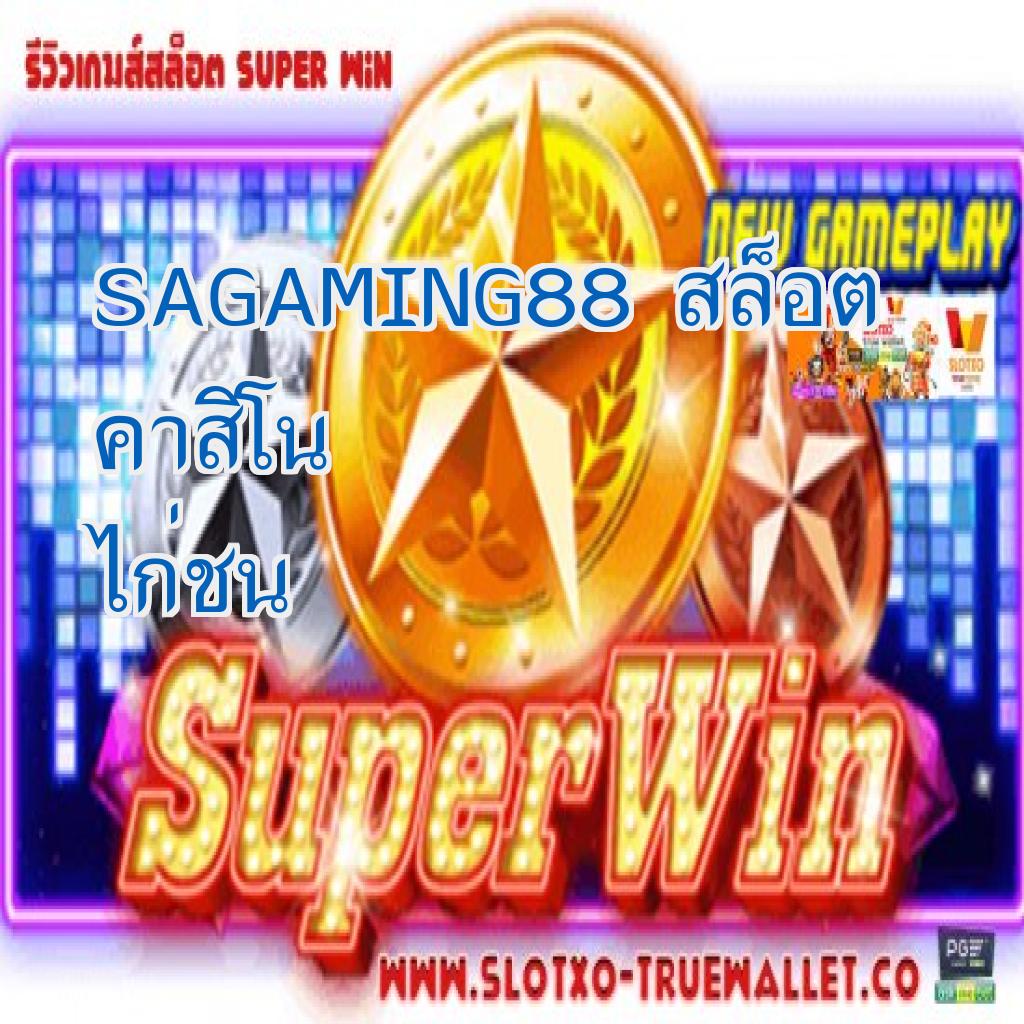 รีวิวเกมส์สล็อต SUPER WiN
NEW GAMEPLAY
SAGAMING88 สล็อต
SLOTXO
คาสิโน
ไก่ชน
SuperWin
WWW.SLOTXO-TRUEWALLET.CO